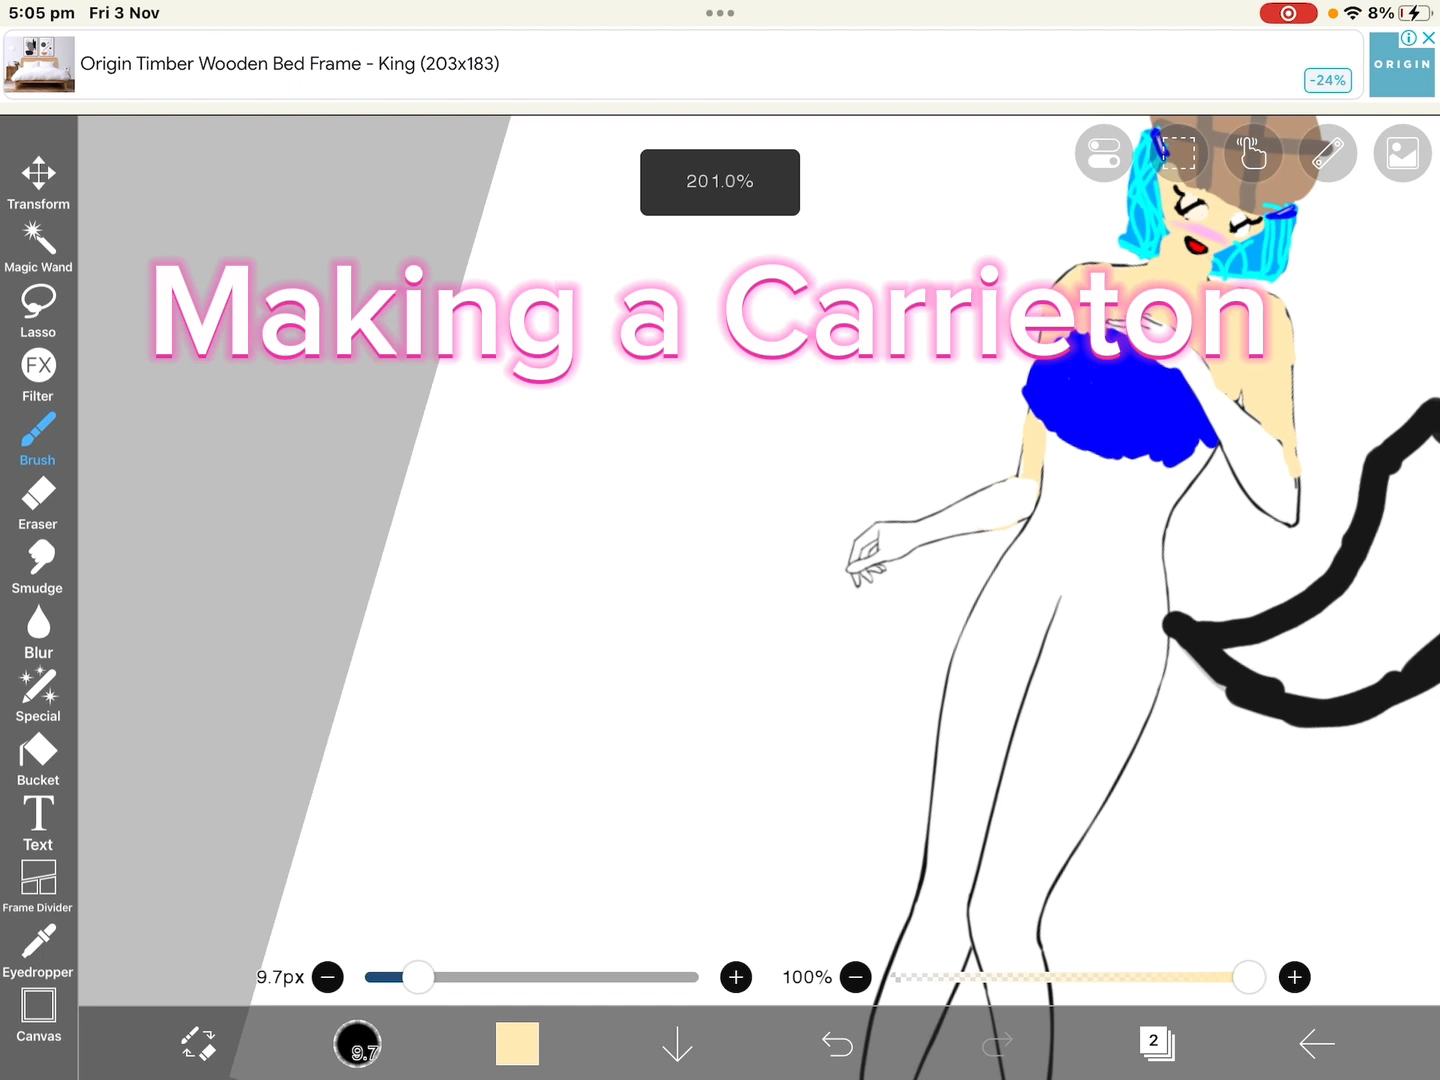 5:05 pm Fri 3 Nov
8%
Origin Timber Wooden Bed Frame - King (203x183)
-24%
ORIGIN
201.0%
Making a Carrieton
Transform
Magic Wand
Lasso
FX
Filter
Brush
Eraser
Smudge
Blur
Special
Bucket
T
Text
Frame Divider
Eyedropper
Canvas
9.7px
100%
9.7
2